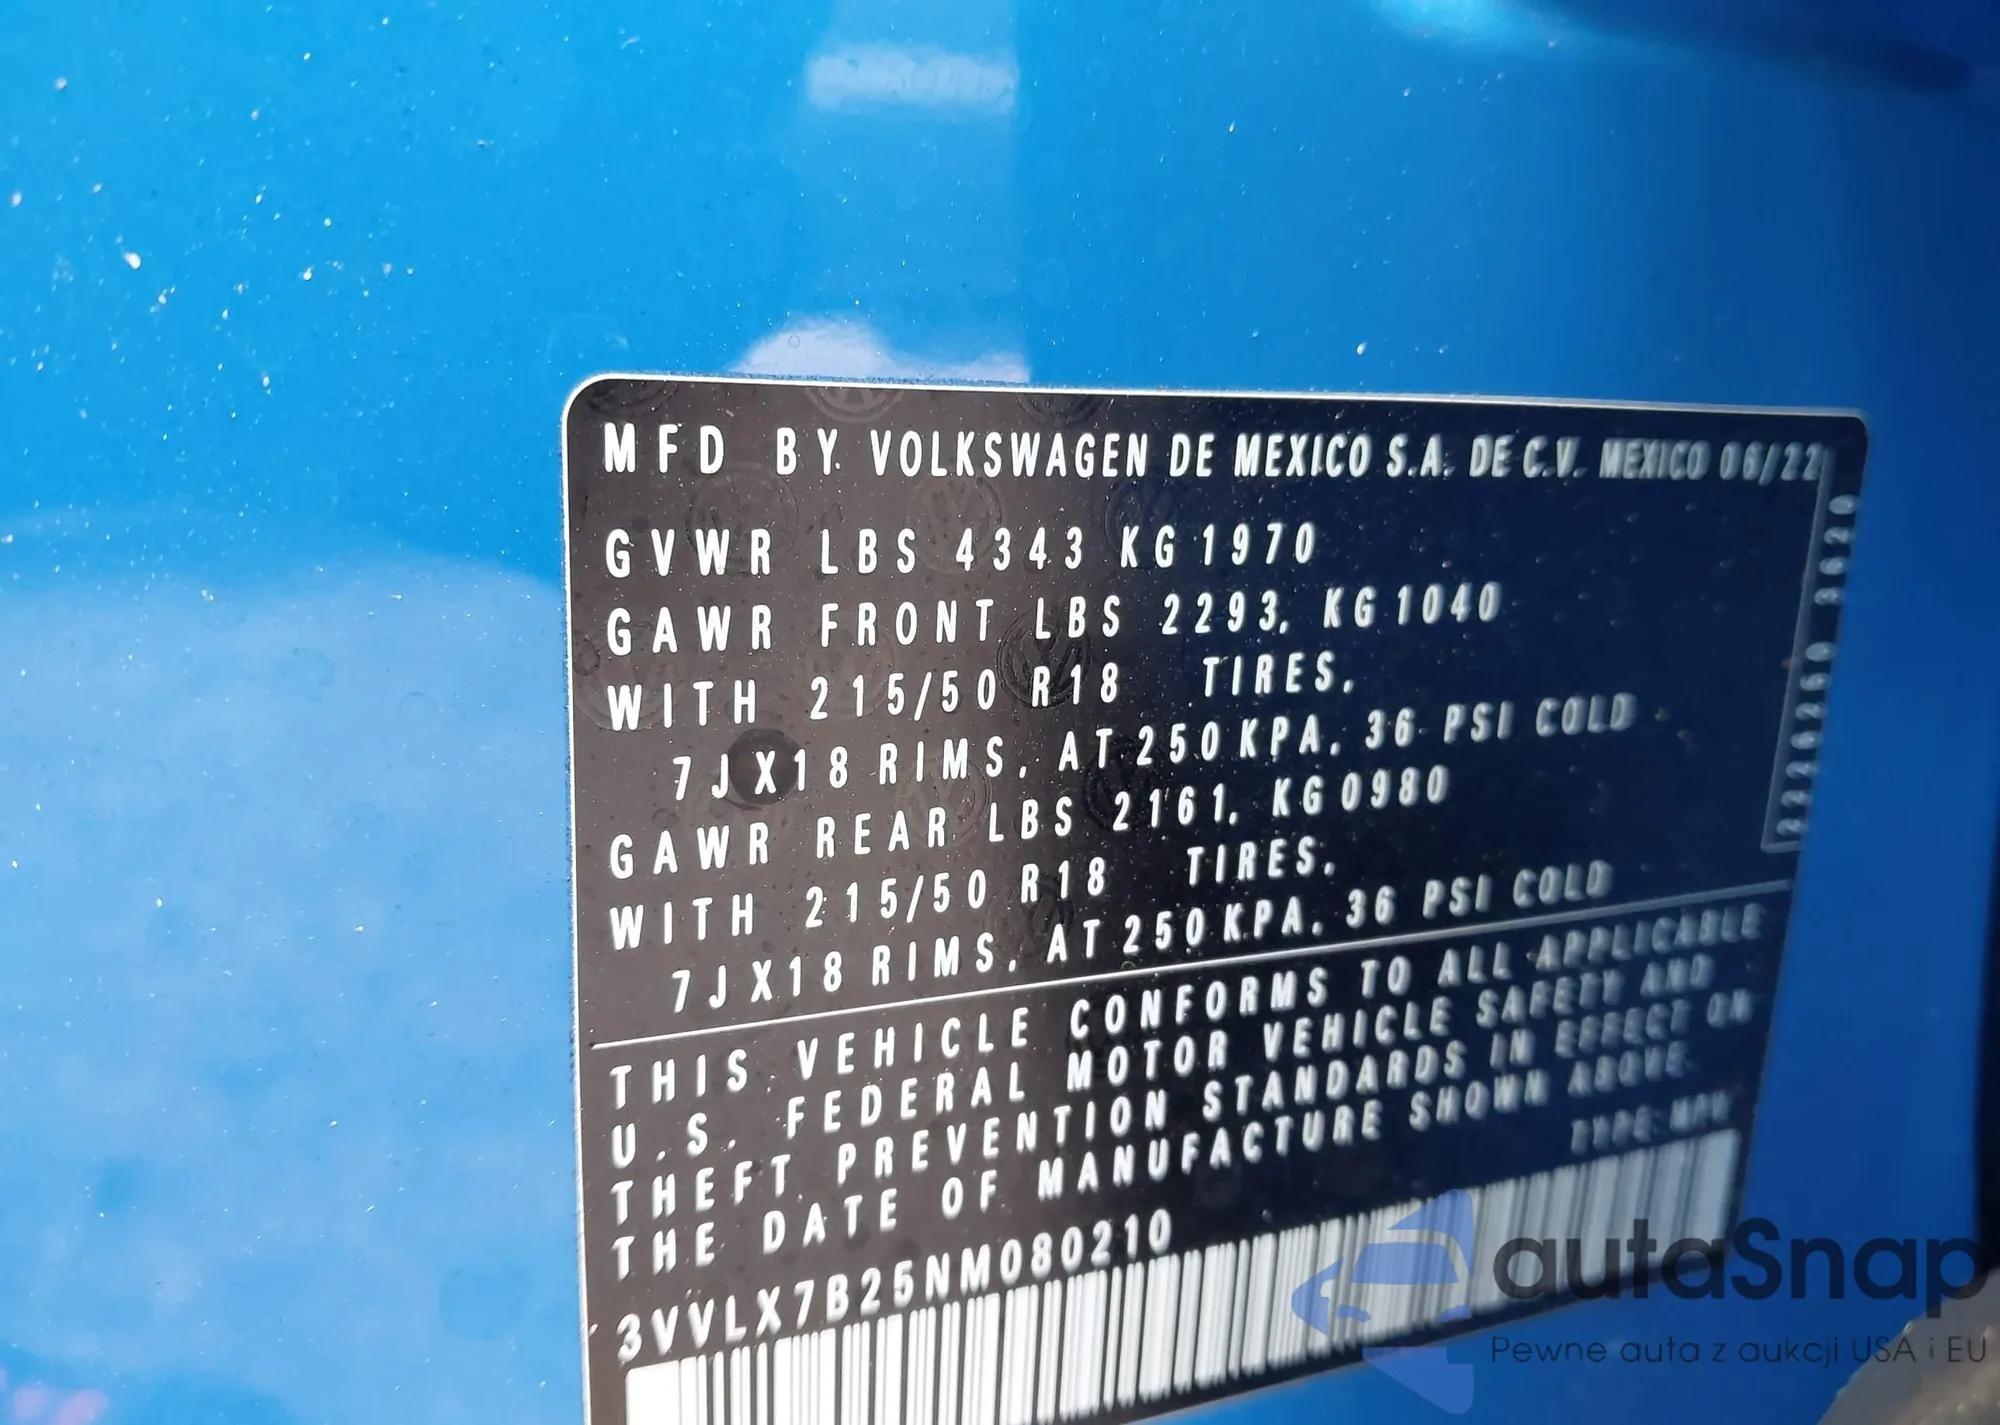 MFD BY. VOLKSWAGEN DE MEXICO S.A. DE C.V. MEXICO 06/22
GVWR LBS 4343 KG 1970
GAWR FRONT LBS 2293, KG 1040
WITH 215/50 R18 TIRES,
7J X18 RIMS, AT 250 KPA, 36 PSI COLD
GAWR REAR LBS 2161, KG 0980
WITH 215/50 R18 TIRES,
7J X18 RIMS, AT 250 KPA, 36 PSI COLD
THIS VEHICLE CONFORMS TO ALL APPLICABLE
U.S. FEDERAL MOTOR VEHICLE SAFETY AND
THEFT PREVENTION STANDARDS IN EFFECT ON
THE DATE OF MANUFACTURE SHOWN ABOVE.
TYPE: MPV
3VVLX7B25NM080210
autaSnap
Pewne auta z aukcji USA i EU